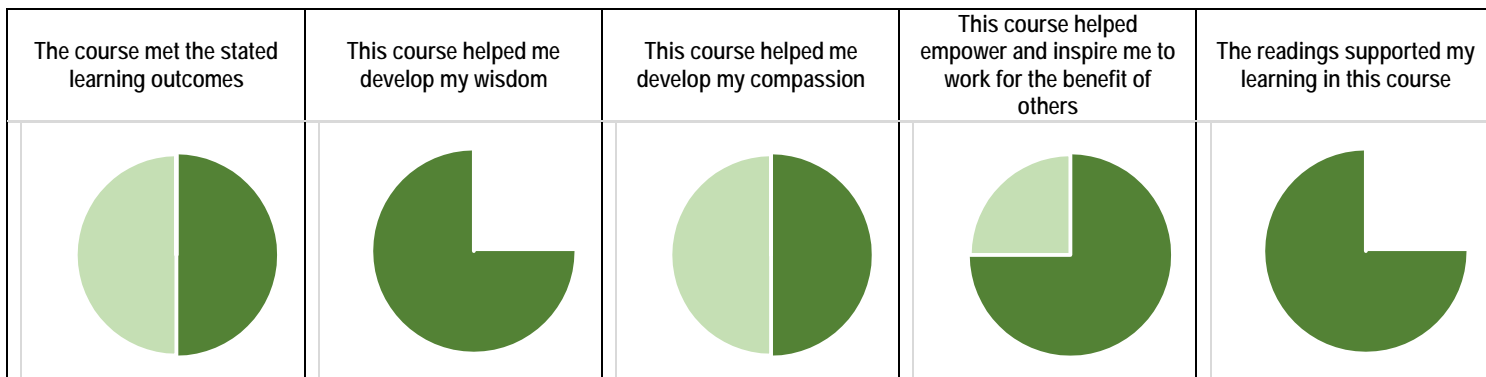 The course met the stated
learning outcomes
This course helped me
develop my wisdom
This course helped me
develop my compassion
This course helped
empower and inspire me to
work for the benefit of
others
The readings supported my
learning in this course